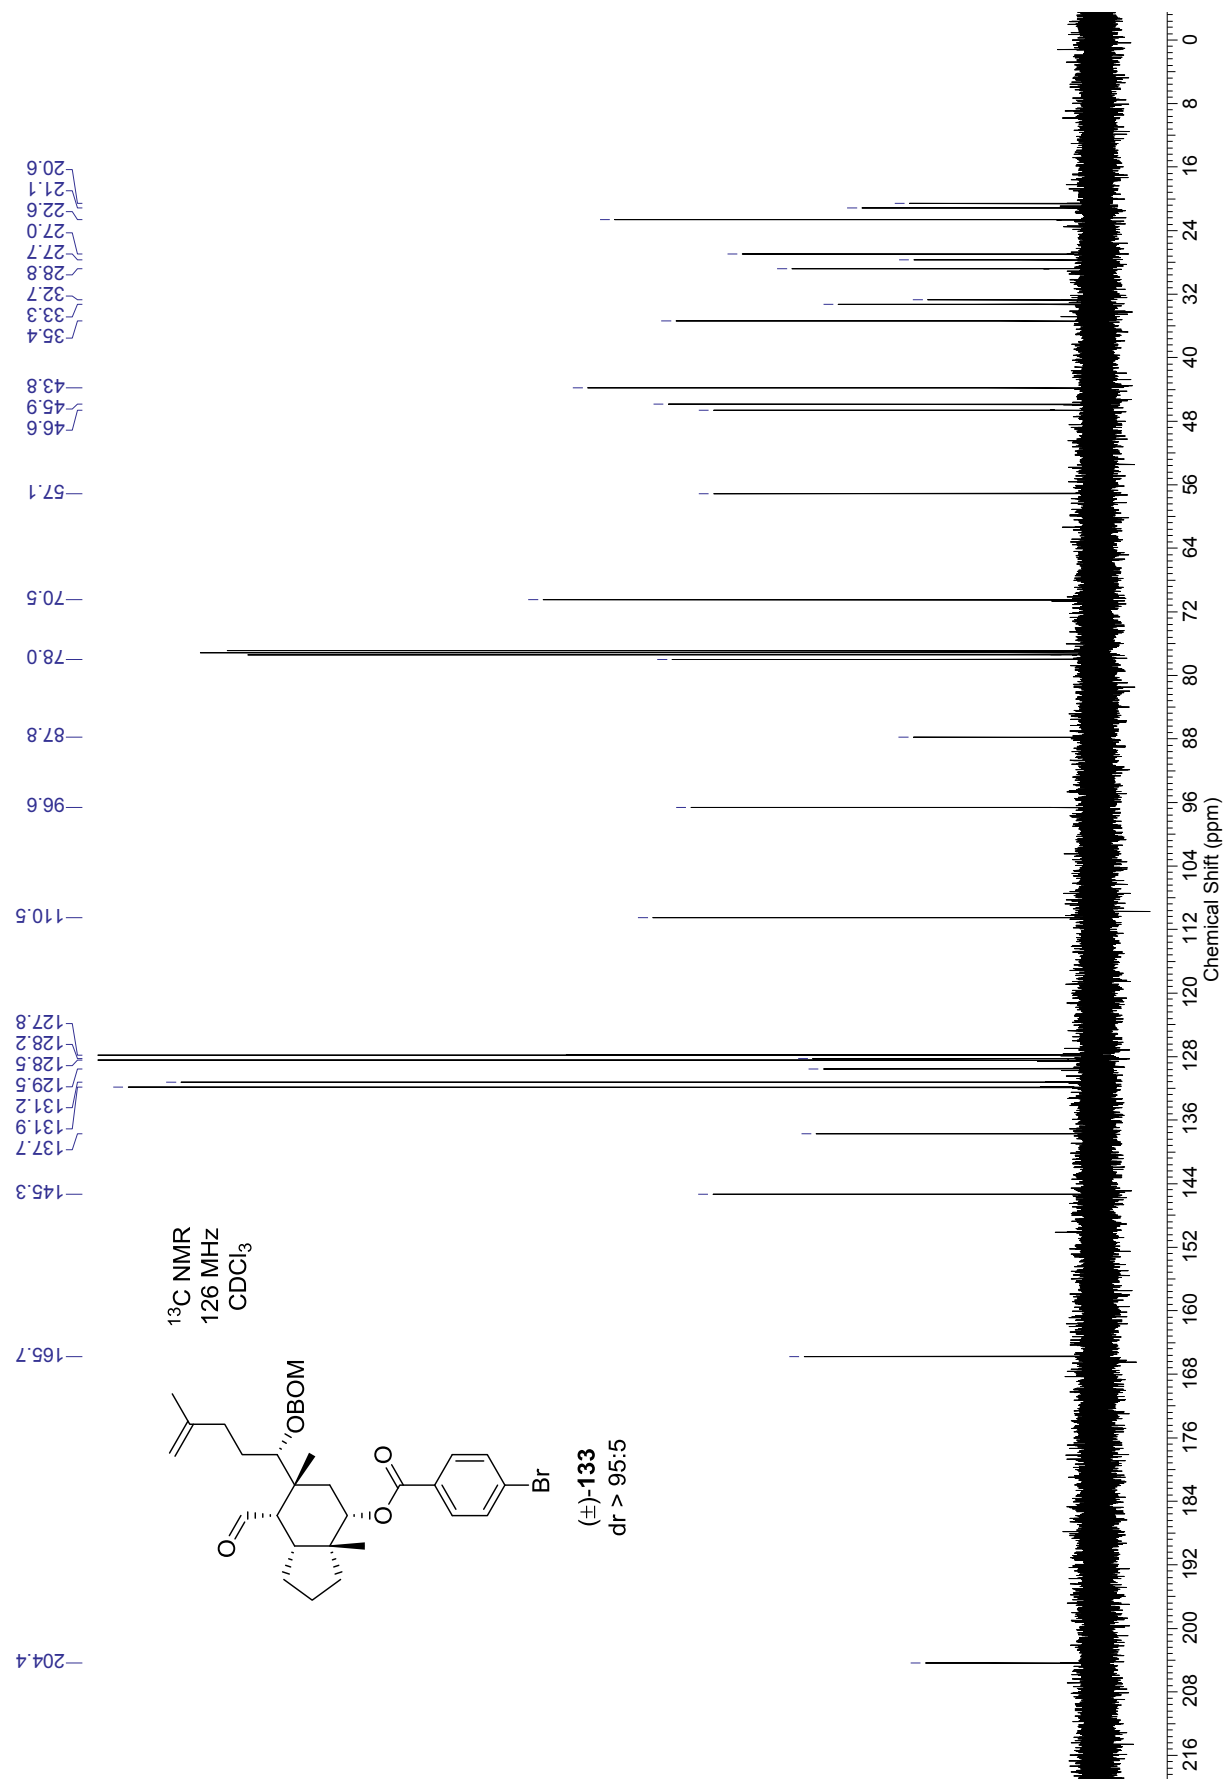 204.4
165.7
145.3
137.7
131.9
131.2
129.5
128.5
128.2
127.8
110.5
96.6
87.8
78.0
70.5
57.1
46.6
45.9
43.8
35.4
33.3
32.7
28.8
27.7
27.0
22.6
21.1
20.6
¹³C NMR
126 MHz
CDCl₃
OBOM
O
O
O
Br
(±)-133
dr > 95:5
216 208 200 192 184 176 168 160 152 144 136 128 120 112 104 96 88 80 72 64 56 48 40 32 24 16 8 0
Chemical Shift (ppm)